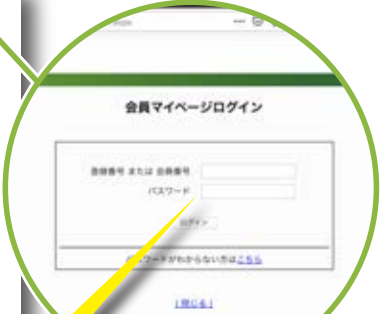 会員マイページログイン
登録番号 または 会員番号
パスワード
ログイン
パスワードがわからない方はこちら
[閉じる]